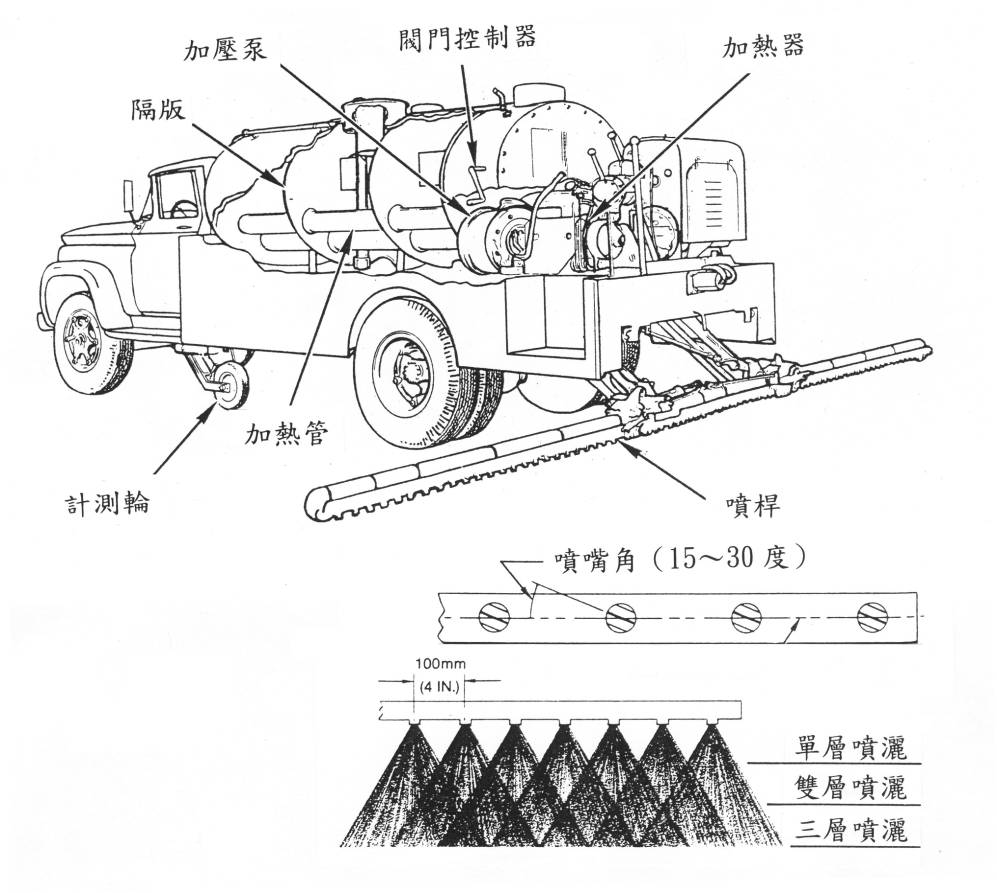 加壓泵
閥門控制器
加熱器
隔版
加熱管
計測輪
噴桿
噴嘴角（15～30 度）
100mm
(4 IN.)
單層噴灑
雙層噴灑
三層噴灑